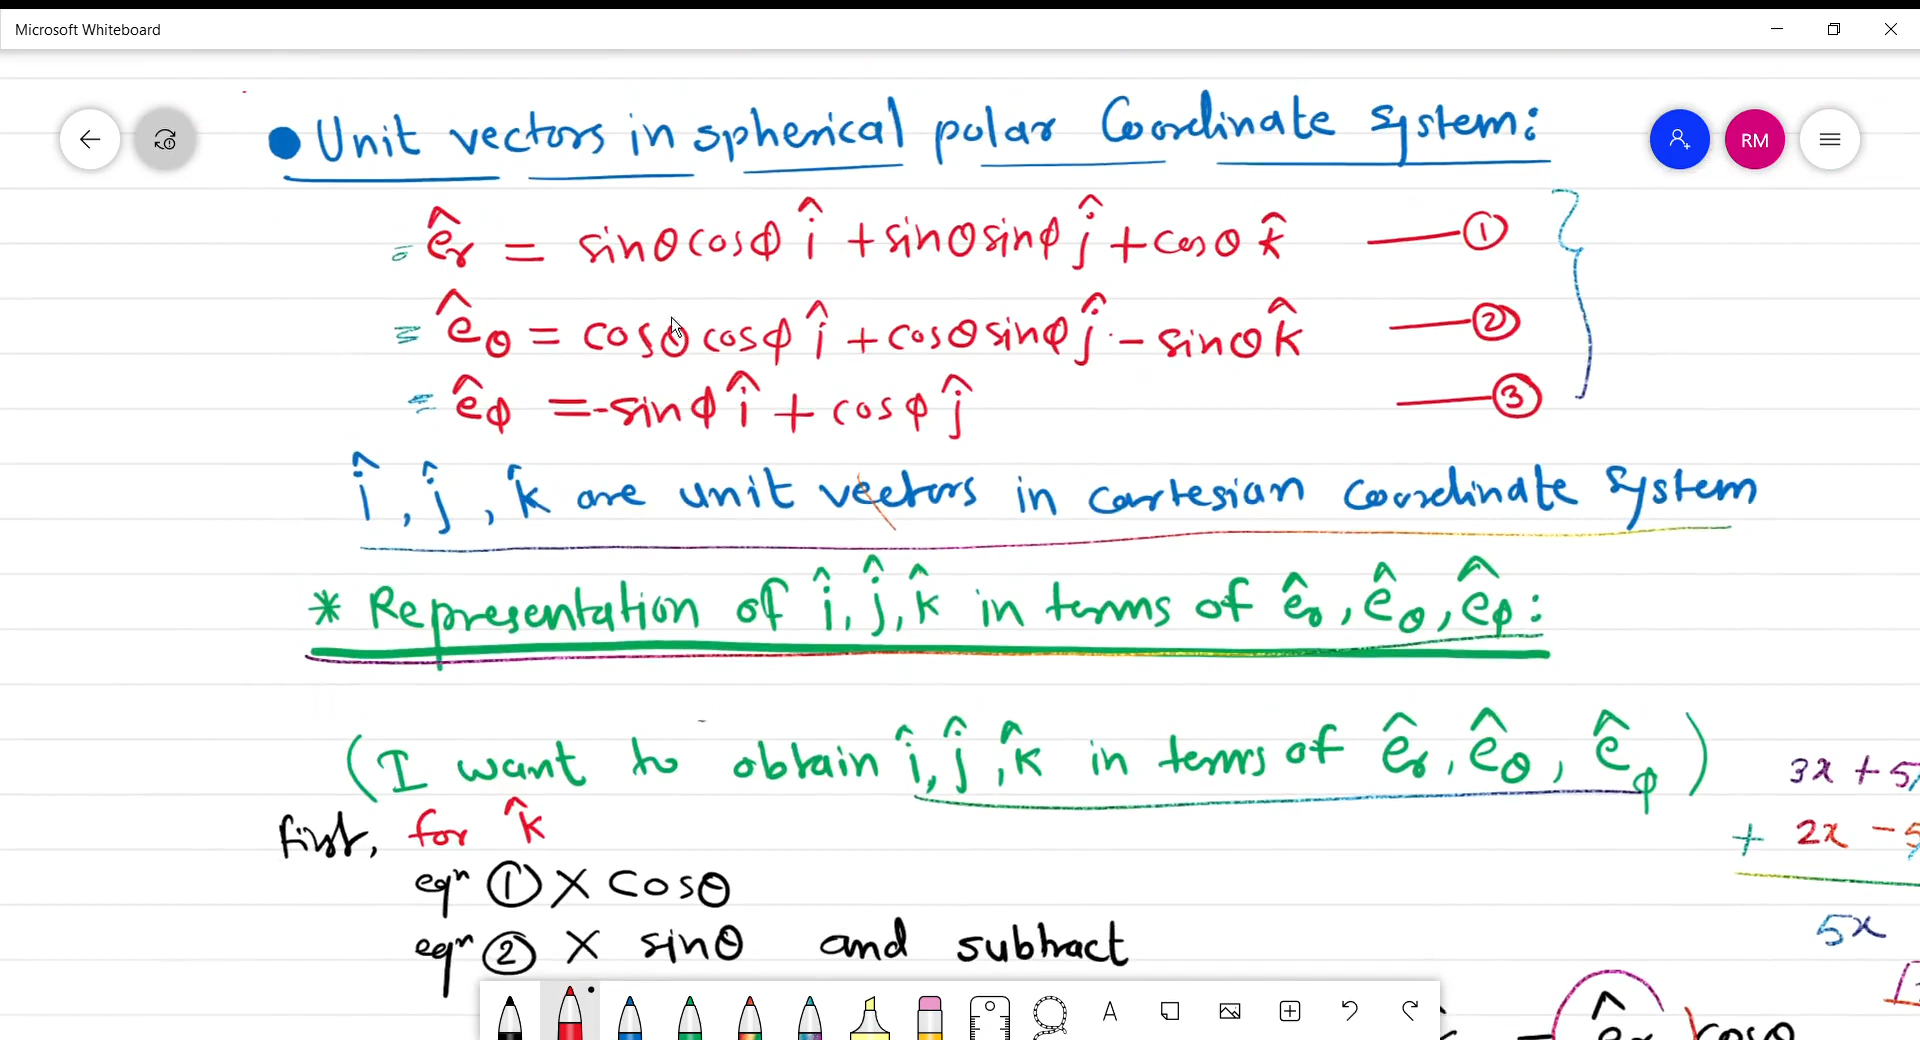 Microsoft Whiteboard
● Unit vectors in spherical polar Coordinate system:
RM
= êr = sinθcosϕ î + sinθsinϕ ĵ + cosθ k̂ —— ①
= êθ = cosθcosϕ î + cosθsinϕ ĵ - sinθ k̂ —— ②
= êϕ = -sinϕ î + cosϕ ĵ —— ③
î, ĵ, k̂ are unit vectors in cartesian coordinate system
* Representation of î, ĵ, k̂ in terms of êr, êθ, êϕ:
(I want to obtain î, ĵ, k̂ in terms of êr, êθ, êϕ)
3x + 5
first, for k̂
+ 2x - 5
eqⁿ ① × Cosθ
5x
eqⁿ ② × sinθ and subtract
= êr cosθ
A